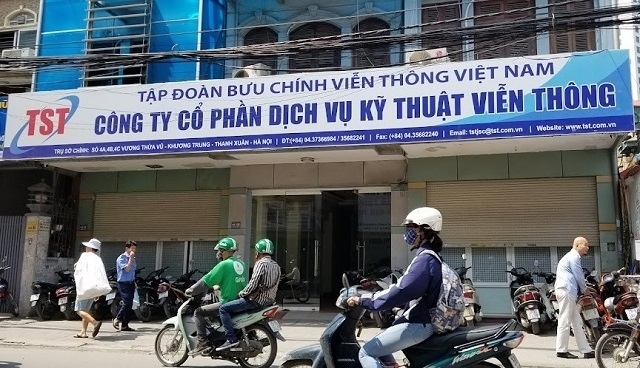 TẬP ĐOÀN BƯU CHÍNH VIỄN THÔNG VIỆT NAM
TST
CÔNG TY CỔ PHẦN DỊCH VỤ KỸ THUẬT VIỄN THÔNG
TRỤ SỞ CHÍNH: SỐ 4A,4B,4C VƯƠNG THỪA VŨ - KHƯƠNG TRUNG - THANH XUÂN - HÀ NỘI | ĐT:(+84) 04.37366984 / 35682241 | Fax: (+84) 04.35682240 | Email: tstjsc@tst.com.vn | Website: www.tst.com.vn
TST